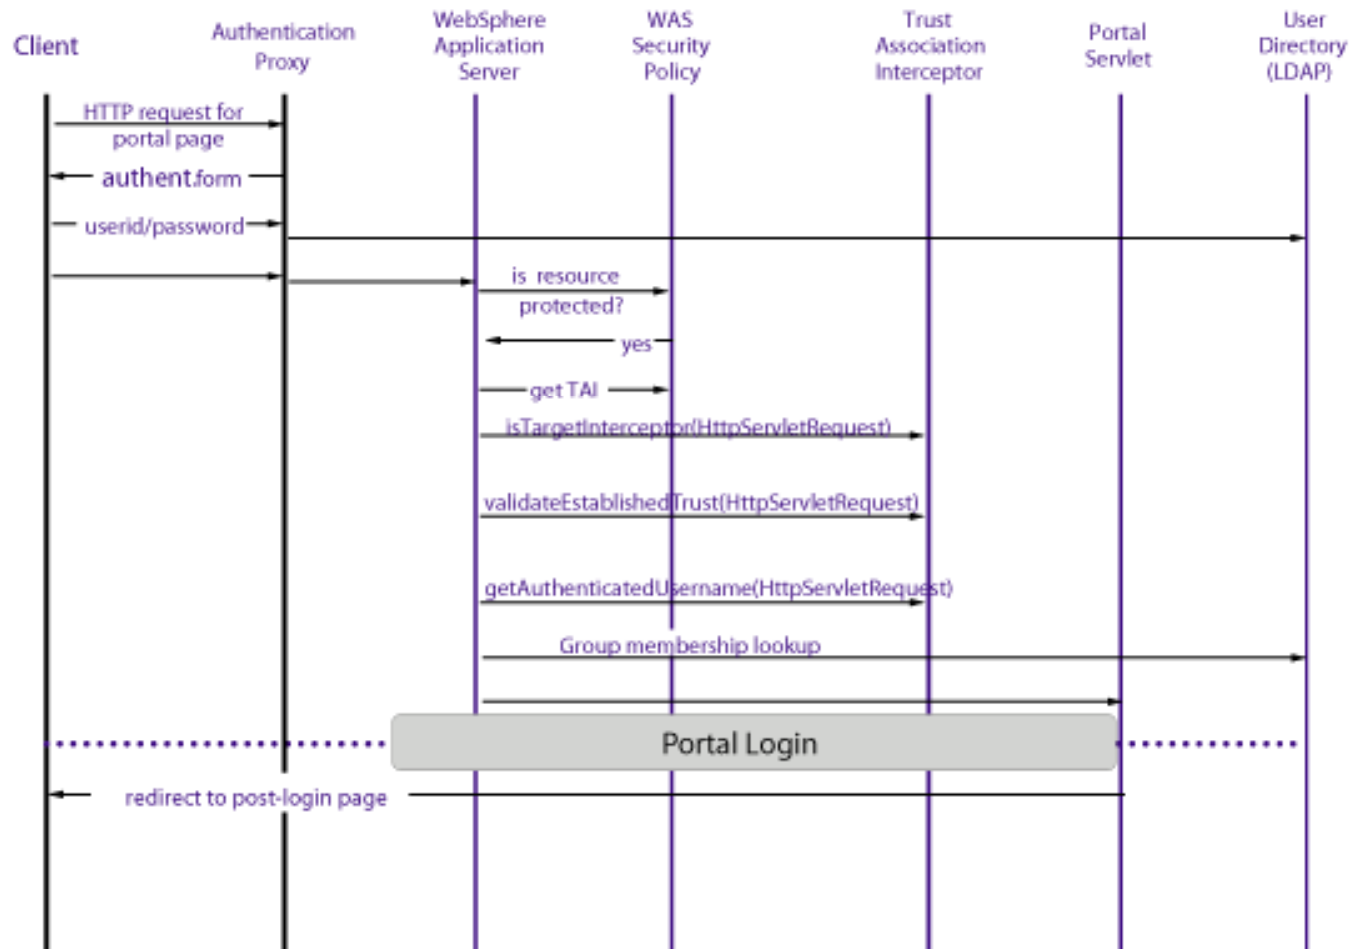 Client
Authentication
Proxy
WebSphere
Application
Server
WAS
Security
Policy
Trust
Association
Interceptor
Portal
Servlet
User
Directory
(LDAP)
HTTP request for
portal page
authent.form
userid/password
is resource
protected?
yes
get TAI
isTargetInterceptor(HttpServletRequest)
validateEstablishedTrust(HttpServletRequest)
getAuthenticatedUsername(HttpServletRequest)
Group membership lookup
Portal Login
redirect to post-login page